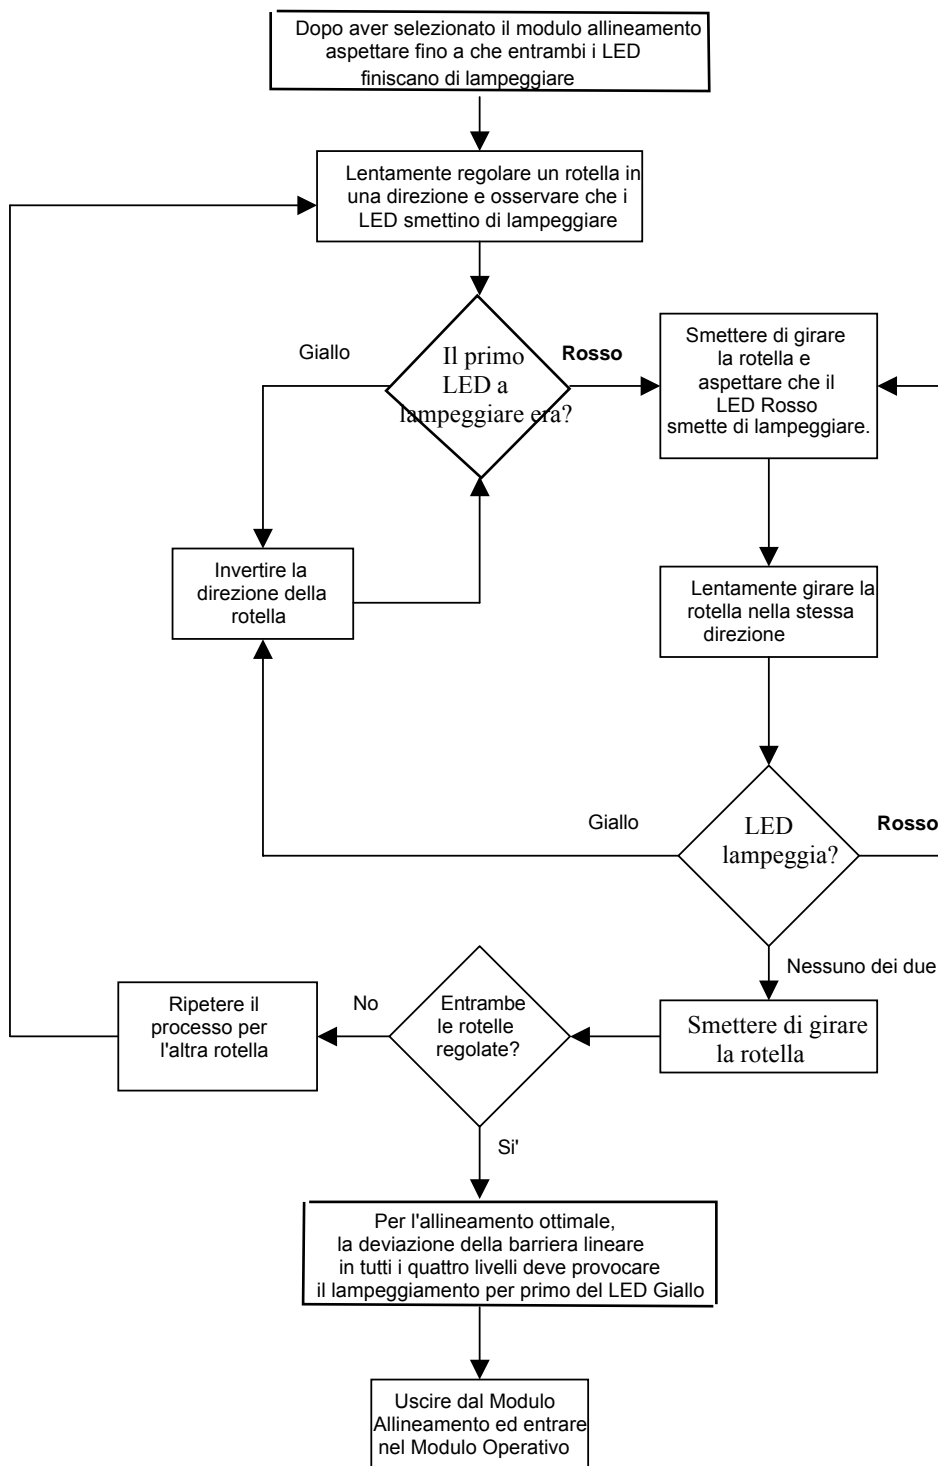 Dopo aver selezionato il modulo allineamento
aspettare fino a che entrambi i LED
finiscano di lampeggiare
Lentamente regolare un rotella in
una direzione e osservare che i
LED smettino di lampeggiare
Giallo
Il primo
LED a
lampeggiare era?
Rosso
Smettere di girare
la rotella e
aspettare che il
LED Rosso
smette di lampeggiare.
Invertire la
direzione della
rotella
Lentamente girare la
rotella nella stessa
direzione
Giallo
LED
lampeggia?
Rosso
Nessuno dei due
Smettere di girare
la rotella
Entrambe
le rotelle
regolate?
No
Ripetere il
processo per
l'altra rotella
Si'
Per l'allineamento ottimale,
la deviazione della barriera lineare
in tutti i quattro livelli deve provocare
il lampeggiamento per primo del LED Giallo
Uscire dal Modulo
Allineamento ed entrare
nel Modulo Operativo